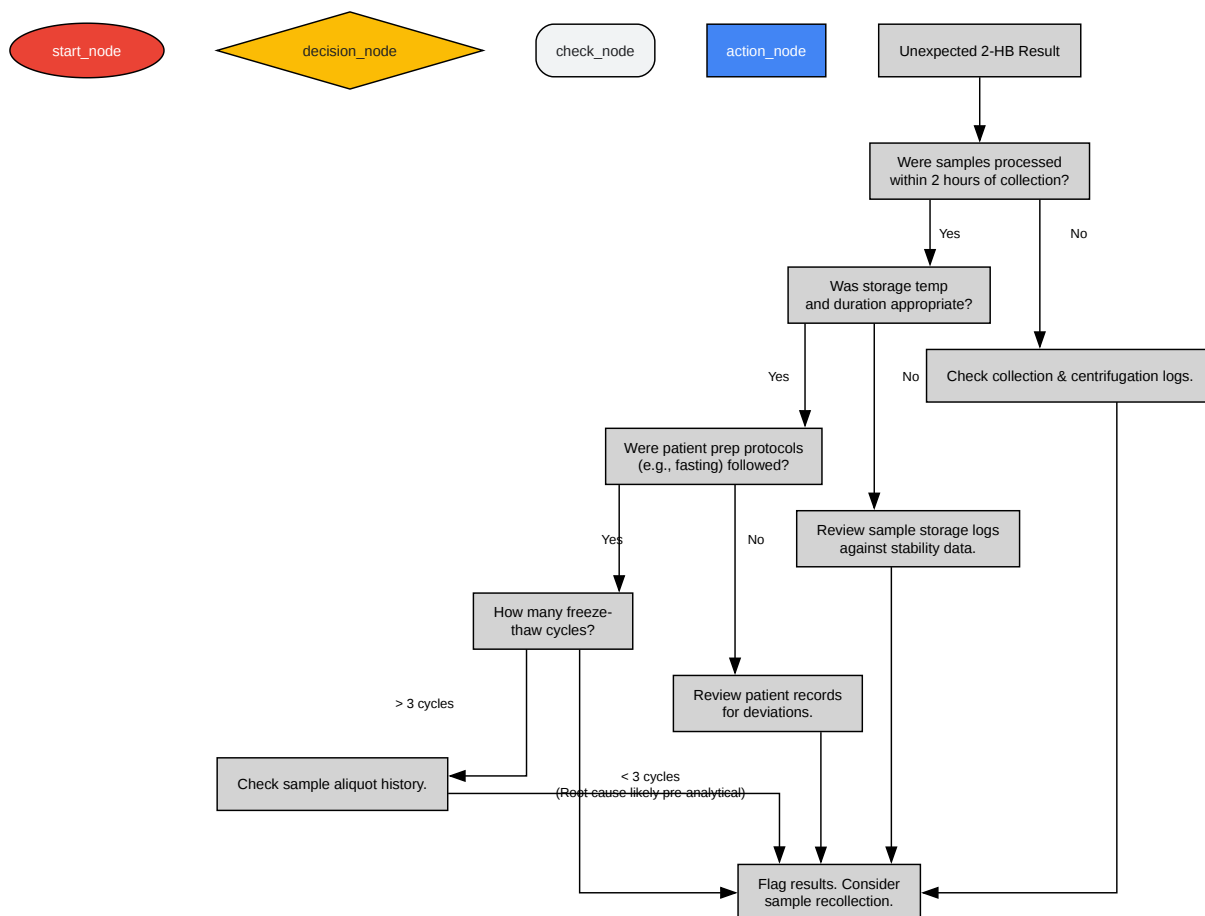 start_node
decision_node
check_node
action_node
Unexpected 2-HB Result
Were samples processed
within 2 hours of collection?
Yes
No
Was storage temp
and duration appropriate?
Yes
No
Check collection & centrifugation logs.
Were patient prep protocols
(e.g., fasting) followed?
Yes
No
Review sample storage logs
against stability data.
How many freeze-
thaw cycles?
Review patient records
for deviations.
> 3 cycles
Check sample aliquot history.
< 3 cycles
(Root cause likely pre-analytical)
Flag results. Consider
sample recollection.